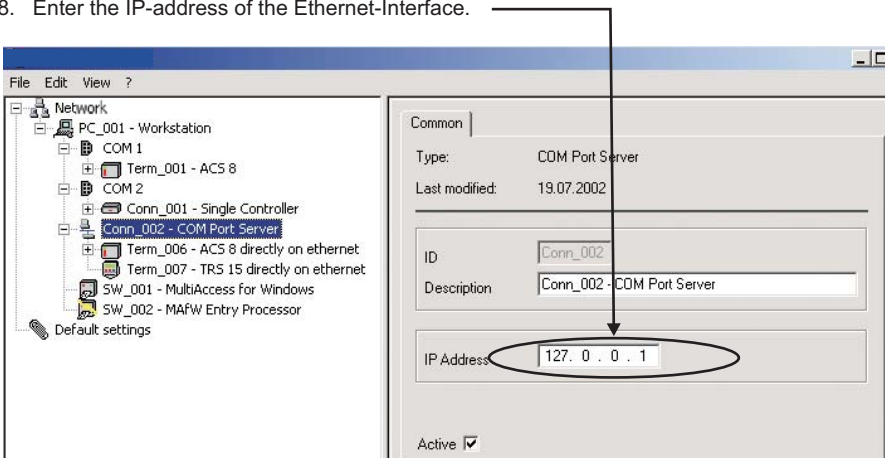 8. Enter the IP-address of the Ethernet-Interface.
File Edit View ?
Network
PC_001 - Workstation
COM 1
Term_001 - ACS 8
COM 2
Conn_001 - Single Controller
Conn_002 - COM Port Server
Term_006 - ACS 8 directly on ethernet
Term_007 - TRS 15 directly on ethernet
SW_001 - MultiAccess for Windows
SW_002 - MAfW Entry Processor
Default settings
Common
Type: COM Port Server
Last modified: 19.07.2002
ID Conn_002
Description Conn_002 - COM Port Server
IP Address 127. 0 . 0 . 1
Active